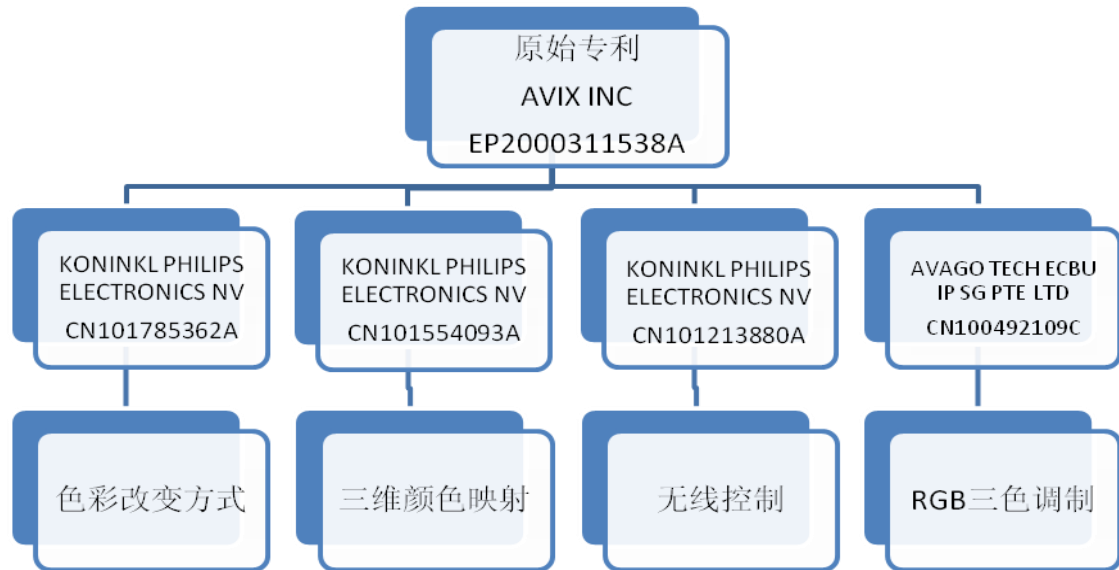 原始专利
AVIX INC
EP2000311538A
KONINKL PHILIPS
ELECTRONICS NV
CN101785362A
KONINKL PHILIPS
ELECTRONICS NV
CN101554093A
KONINKL PHILIPS
ELECTRONICS NV
CN101213880A
AVAGO TECH ECBU
IP SG PTE LTD
CN100492109C
色彩改变方式
三维颜色映射
无线控制
RGB三色调制